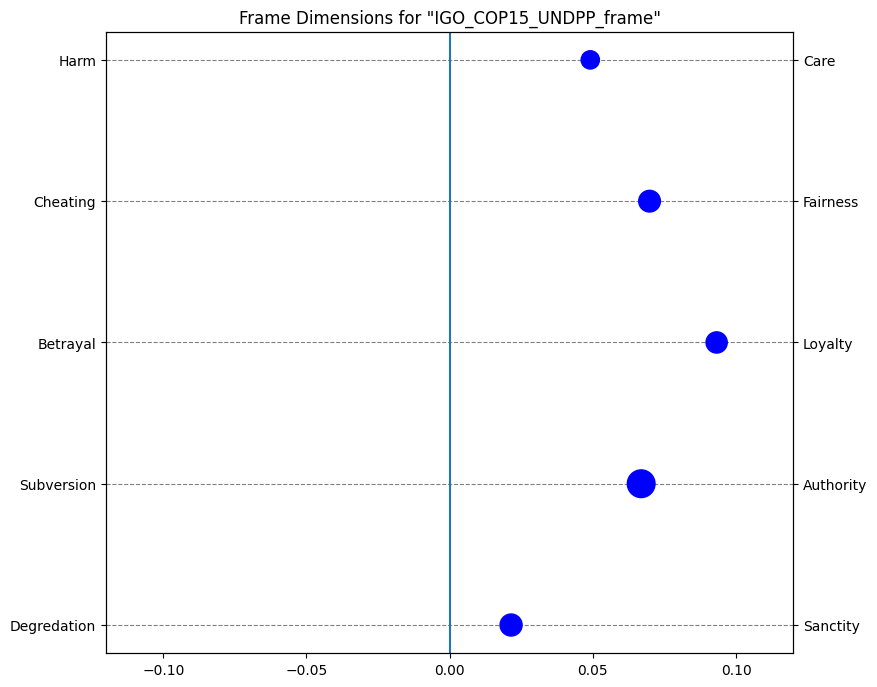 Frame Dimensions for "IGO_COP15_UNDPP_frame"
Harm Care
Cheating Fairness
Betrayal Loyalty
Subversion Authority
Degredation Sanctity
−0.10 −0.05 0.00 0.05 0.10